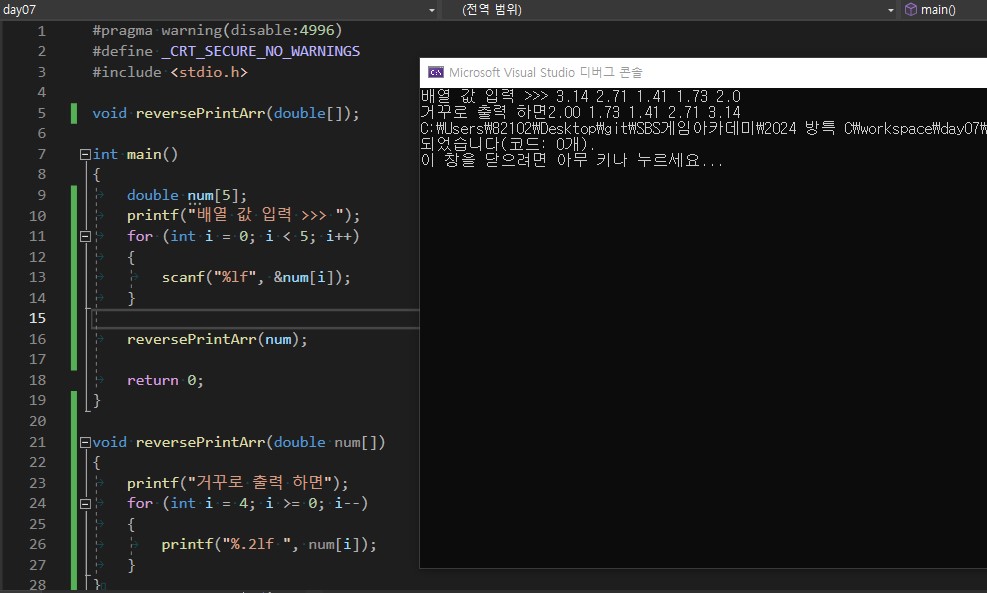 day07
(전역 범위)
main()
1 #pragma warning(disable:4996)
2 #define _CRT_SECURE_NO_WARNINGS
3 #include <stdio.h>
4
5 void reversePrintArr(double[]);
6
7 int main()
8 {
9 double num[5];
10 printf("배열 값 입력 >>> ");
11 for (int i = 0; i < 5; i++)
12 {
13 scanf("%lf", &num[i]);
14 }
15
16 reversePrintArr(num);
17
18 return 0;
19 }
20
21 void reversePrintArr(double num[])
22 {
23 printf("거꾸로 출력 하면");
24 for (int i = 4; i >= 0; i--)
25 {
26 printf("%.2lf ", num[i]);
27 }
28 }
Microsoft Visual Studio 디버그 콘솔
배열 값 입력 >>> 3.14 2.71 1.41 1.73 2.0
거꾸로 출력 하면2.00 1.73 1.41 2.71 3.14
C:₩Users₩82102₩Desktop₩git₩SBS게임아카데미₩2024 방특 C₩workspace₩day07₩
되었습니다(코드: 0개).
이 창을 닫으려면 아무 키나 누르세요...